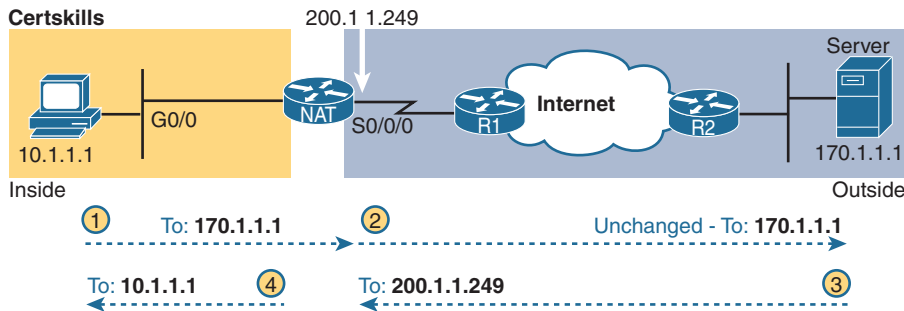 Certskills
200.1 1.249
Server
Internet
NAT
G0/0
S0/0/0
R1
R2
10.1.1.1
170.1.1.1
Inside
Outside
1
To: 170.1.1.1
2
Unchanged - To: 170.1.1.1
To: 10.1.1.1
4
To: 200.1.1.249
3